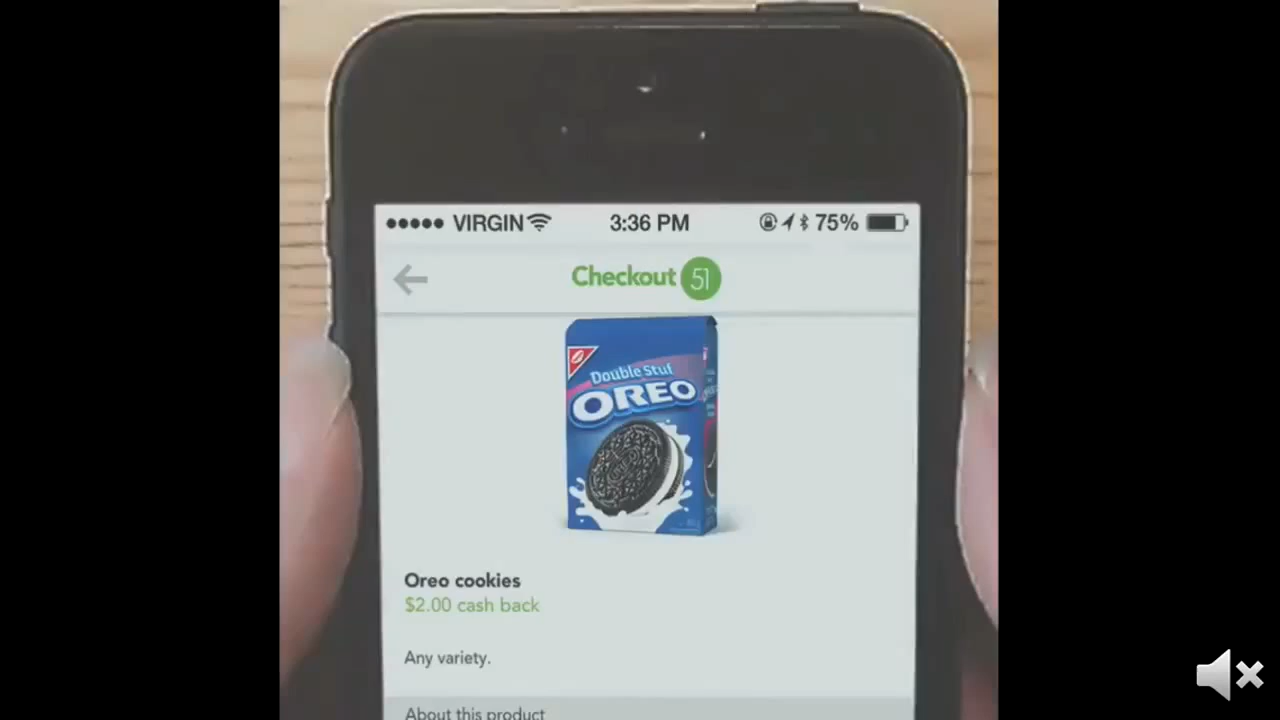 VIRGIN 3:36 PM 75%
Checkout 51
Double Stuf
OREO
OREO
Oreo cookies
$2.00 cash back
Any variety.
About this product